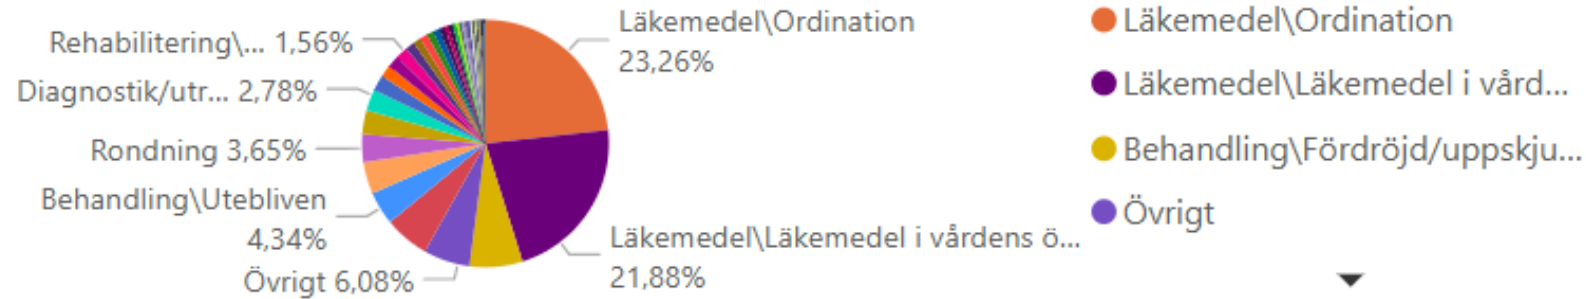 Läkemedel\Ordination
23,26%
Rehabilitering\... 1,56%
Diagnostik/utr... 2,78%
Rondning 3,65%
Behandling\Utebliven
4,34%
Övrigt 6,08%
Läkemedel\Läkemedel i vårdens ö...
21,88%
Läkemedel\Ordination
Läkemedel\Läkemedel i vård...
Behandling\Fördröjd/uppskju...
Övrigt